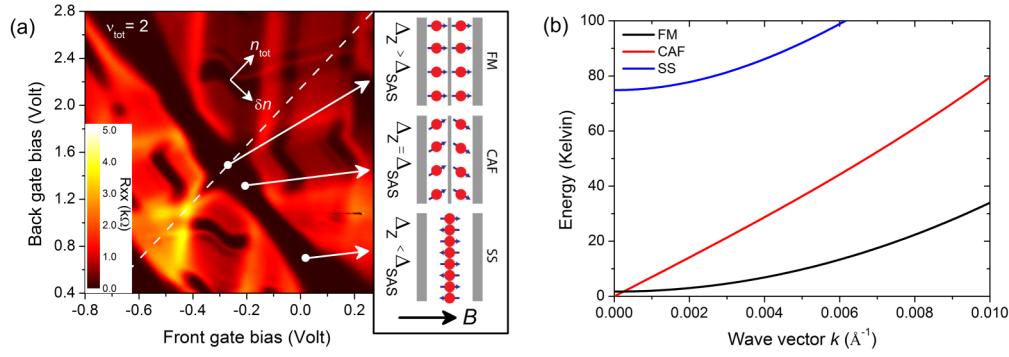 (a)
ν_tot = 2
n_tot
δn
Back gate bias (Volt)
2.8
2.4
2.0
1.6
1.2
0.8
0.4
Rxx (kΩ)
5.0
4.0
3.0
2.0
1.0
0.0
-0.8
-0.6
-0.4
-0.2
0.0
0.2
Front gate bias (Volt)
Δ_Z > Δ_SAS
FM
Δ_Z = Δ_SAS
CAF
Δ_Z < Δ_SAS
SS
B
(b)
FM
CAF
SS
Energy (Kelvin)
100
80
60
40
20
0
0.000
0.002
0.004
0.006
0.008
0.010
Wave vector k (Å⁻¹)